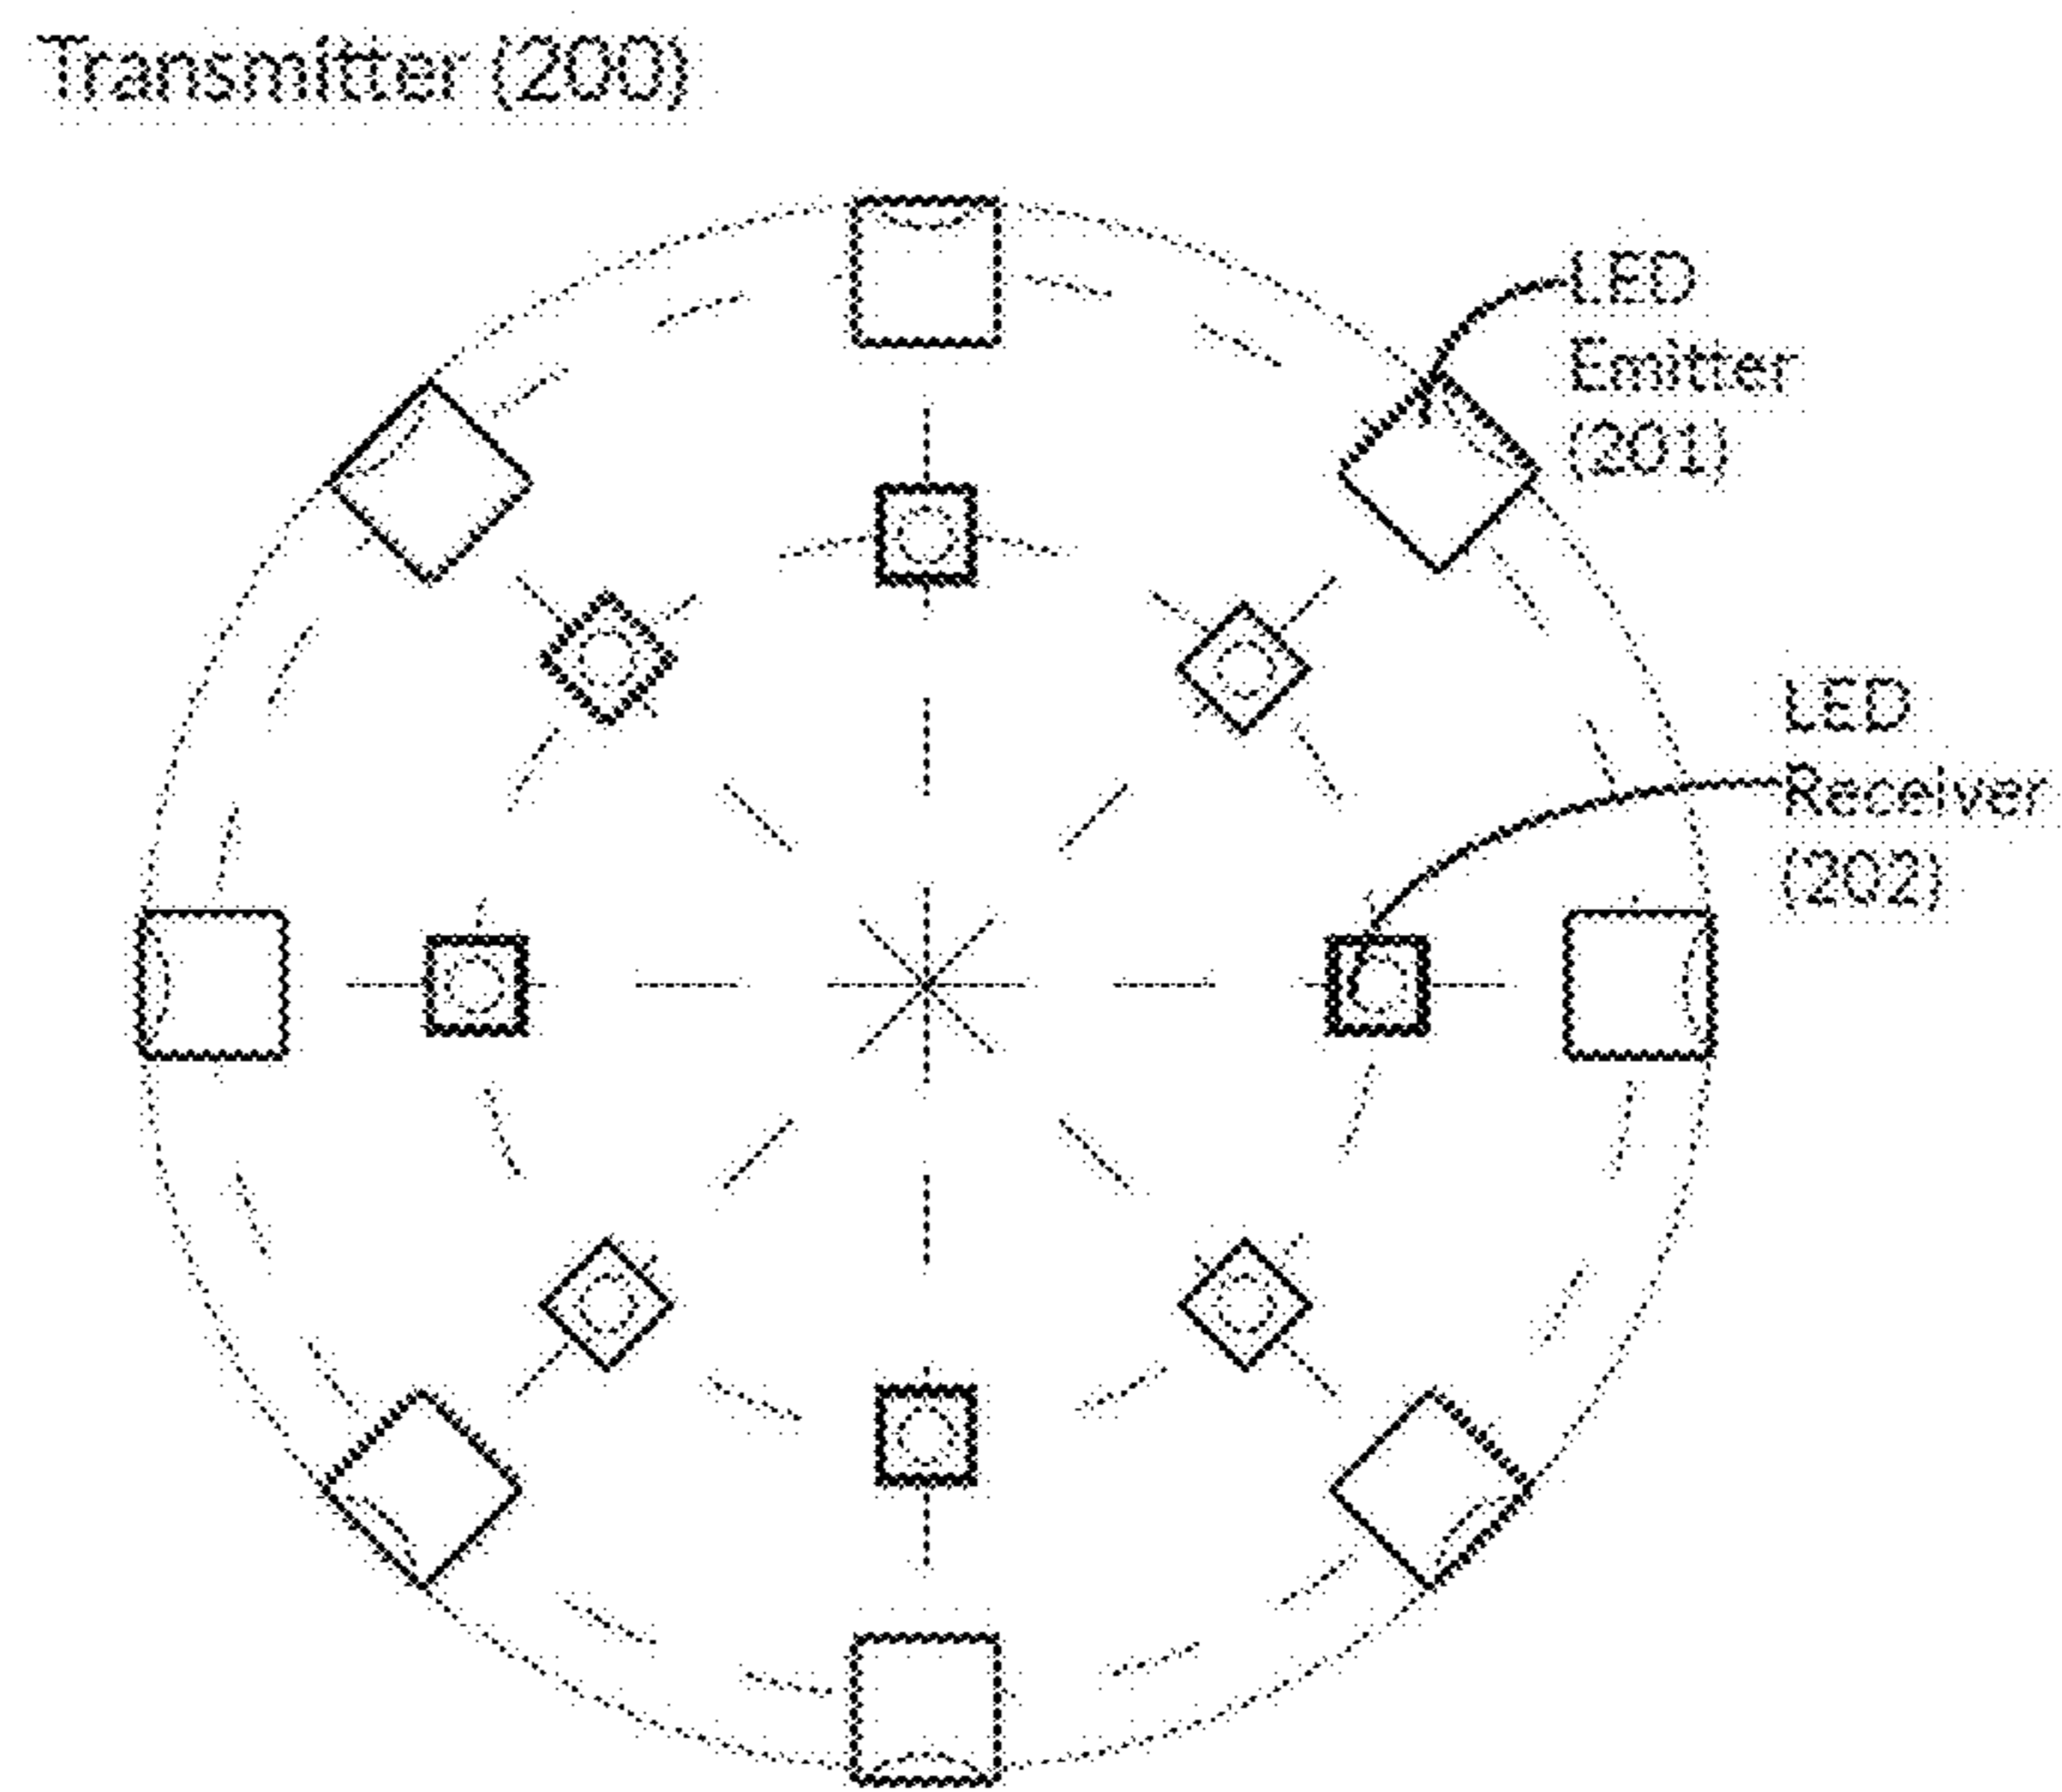 Transmitter (200)
LED
Emitter
(201)
LED
Receiver
(202)